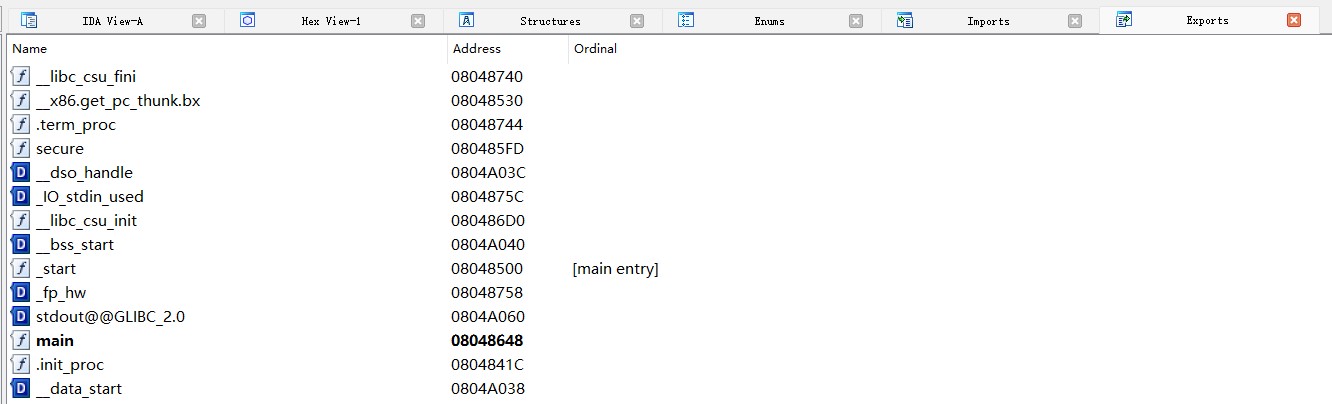 IDA View-A Hex View-1 Structures Enums Imports Exports
Name Address Ordinal
__libc_csu_fini 08048740
__x86.get_pc_thunk.bx 08048530
.term_proc 08048744
secure 080485FD
__dso_handle 0804A03C
_IO_stdin_used 0804875C
__libc_csu_init 080486D0
__bss_start 0804A040
_start 08048500 [main entry]
_fp_hw 08048758
stdout@@GLIBC_2.0 0804A060
main 08048648
.init_proc 0804841C
__data_start 0804A038